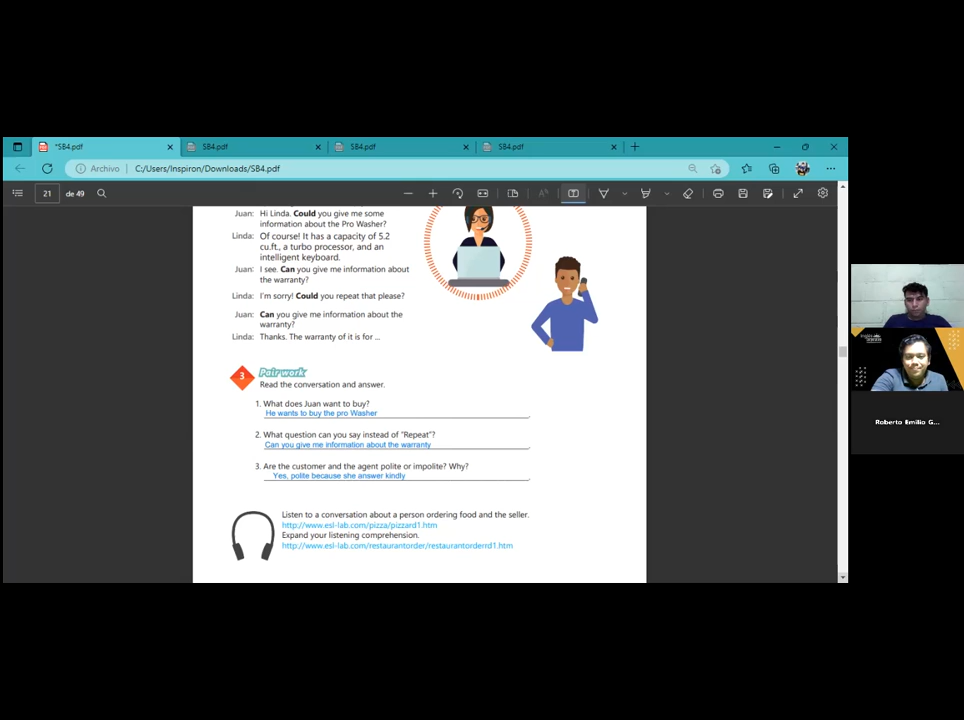 *SB4.pdf
SB4.pdf
SB4.pdf
SB4.pdf
Archivo
C:/Users/Inspiron/Downloads/SB4.pdf
21
de 49
Juan: Hi Linda. Could you give me some
information about the Pro Washer?
Linda: Of course! It has a capacity of 5.2
cu.ft., a turbo processor, and an
intelligent keyboard.
Juan: I see. Can you give me information about
the warranty?
Linda: I'm sorry! Could you repeat that please?
Juan: Can you give me information about the
warranty?
Linda: Thanks. The warranty of it is for ...
3
Pair work
Read the conversation and answer.
1. What does Juan want to buy?
He wants to buy the pro Washer
2. What question can you say instead of "Repeat"?
Can you give me information about the warranty
3. Are the customer and the agent polite or impolite? Why?
Yes, polite because she answer kindly
Listen to a conversation about a person ordering food and the seller.
http://www.esl-lab.com/pizza/pizzard1.htm
Expand your listening comprehension.
http://www.esl-lab.com/restaurantorder/restaurantorderrd1.htm
Roberto Emilio G...